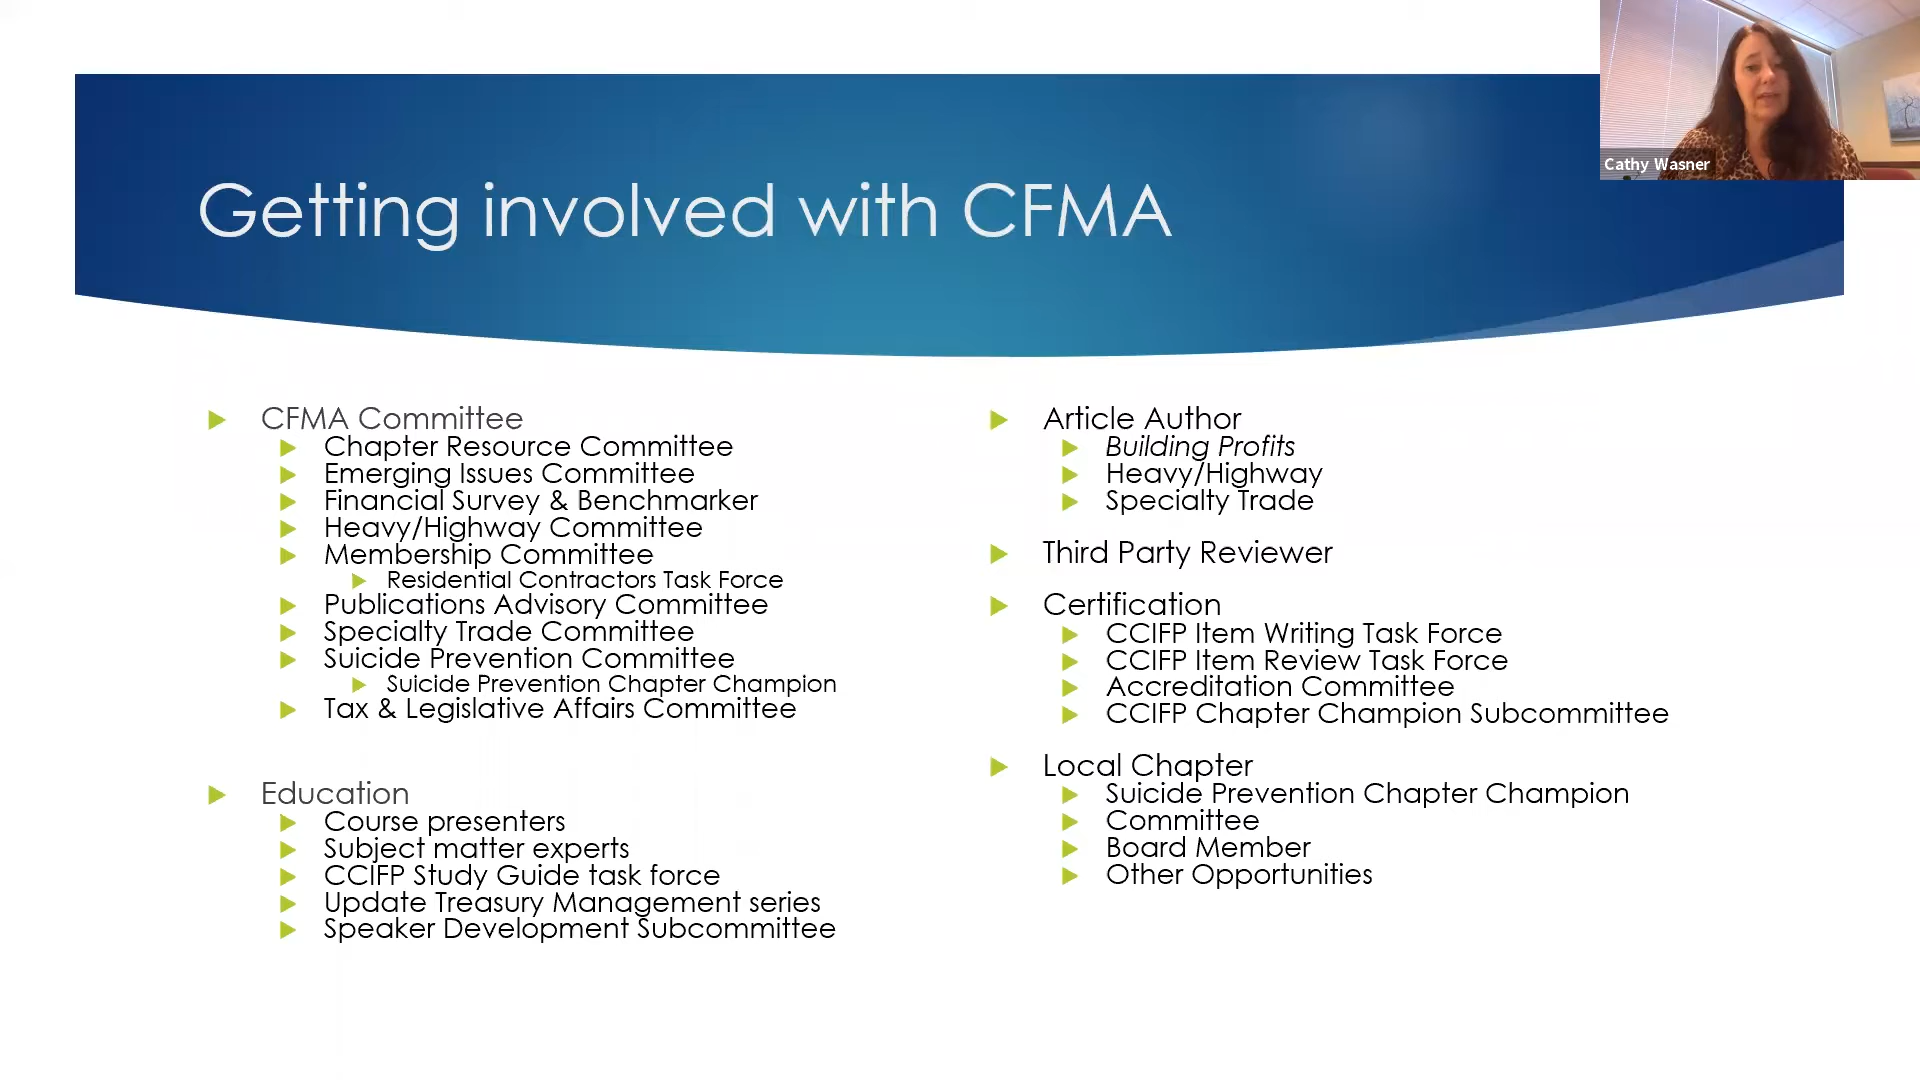 Cathy Wasner
Getting involved with CFMA
CFMA Committee
Chapter Resource Committee
Emerging Issues Committee
Financial Survey & Benchmarker
Heavy/Highway Committee
Membership Committee
Residential Contractors Task Force
Publications Advisory Committee
Specialty Trade Committee
Suicide Prevention Committee
Suicide Prevention Chapter Champion
Tax & Legislative Affairs Committee
Education
Course presenters
Subject matter experts
CCIFP Study Guide task force
Update Treasury Management series
Speaker Development Subcommittee
Article Author
Building Profits
Heavy/Highway
Specialty Trade
Third Party Reviewer
Certification
CCIFP Item Writing Task Force
CCIFP Item Review Task Force
Accreditation Committee
CCIFP Chapter Champion Subcommittee
Local Chapter
Suicide Prevention Chapter Champion
Committee
Board Member
Other Opportunities